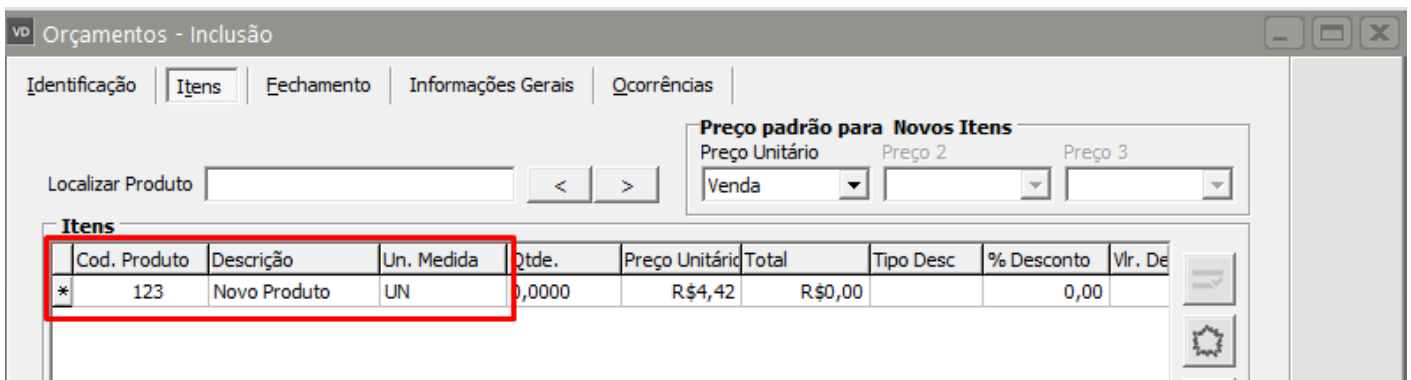 VD Orçamentos - Inclusão
Identificação Itens Fechamento Informações Gerais Ocorrências
Preço padrão para Novos Itens
Preço Unitário Preço 2 Preço 3
Localizar Produto < > Venda
Itens
Cod. Produto Descrição Un. Medida Qtde. Preço Unitáric Total Tipo Desc % Desconto Vlr. De
* 123 Novo Produto UN 0,0000 R$4,42 R$0,00 0,00